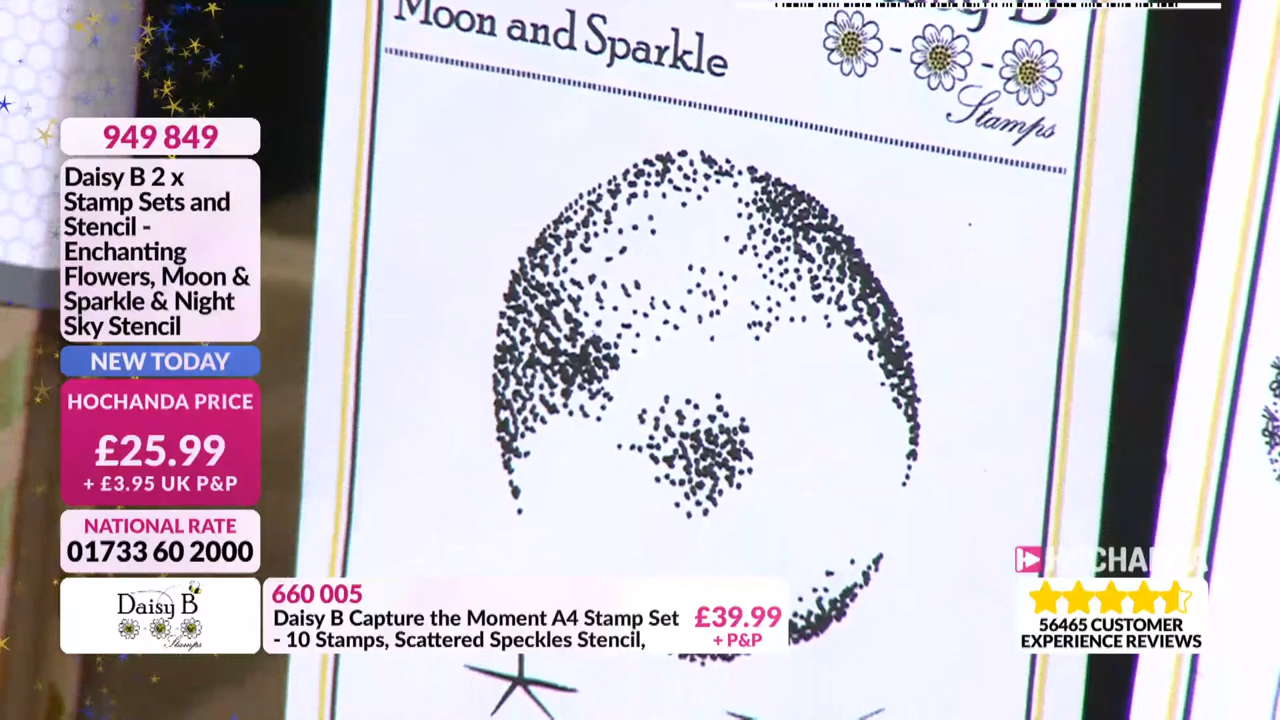 Moon and Sparkle
Daisy B
Stamps
949 849
Daisy B 2 x
Stamp Sets and
Stencil -
Enchanting
Flowers, Moon &
Sparkle & Night
Sky Stencil
NEW TODAY
HOCHANDA PRICE
£25.99
+ £3.95 UK P&P
NATIONAL RATE
01733 60 2000
Daisy B
Stamps
660 005
Daisy B Capture the Moment A4 Stamp Set
- 10 Stamps, Scattered Speckles Stencil,
£39.99
+ P&P
HOCHANDA
56465 CUSTOMER
EXPERIENCE REVIEWS